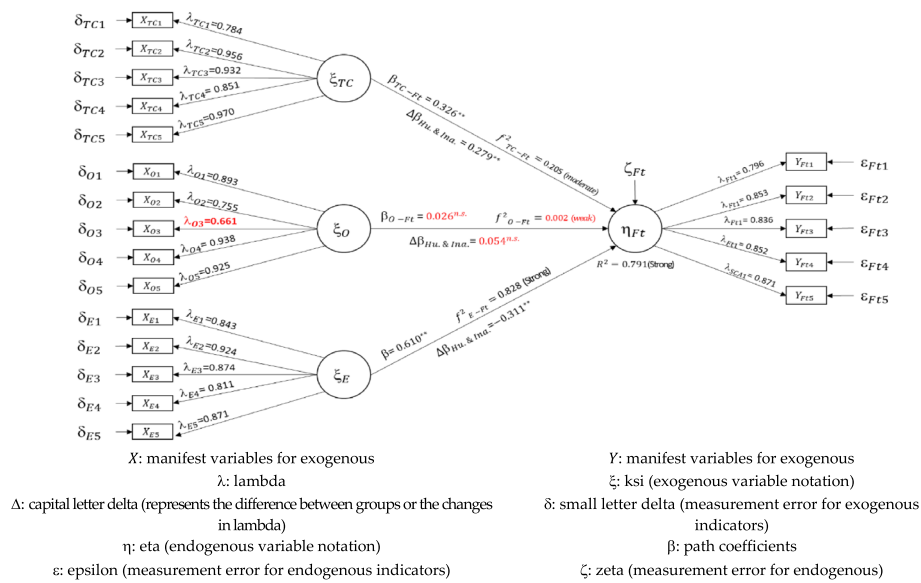 δTC1 XTC1 λTC1=0.784
δTC2 XTC2 λTC2=0.956
δTC3 XTC3 λTC3=0.932
δTC4 XTC4 λTC4=0.851
δTC5 XTC5 λTC5=0.970
ξTC
βTC−Ft = 0.326**
f²TC−Ft = 0.205 (moderate)
ΔβHu. & Ina. = 0.279**
δO1 XO1 λO1=0.893
δO2 XO2 λO2=0.755
δO3 XO3 λO3=0.661
δO4 XO4 λO4=0.938
δO5 XO5 λO5=0.925
ξO
βO−Ft = 0.026n.s. f²O−Ft = 0.002 (weak)
ΔβHu. & Ina. = 0.054n.s.
δE1 XE1 λE1=0.843
δE2 XE2 λE2=0.924
δE3 XE3 λE3=0.874
δE4 XE4 λE4=0.811
δE5 XE5 λE5=0.871
ξE
β= 0.610**
f²E−Ft = 0.828 (Strong)
ΔβHu. & Ina.=−0.311**
ζFt
ηFt
R² = 0.791(Strong)
λFt1= 0.796 YFt1 εFt1
λFt1= 0.853 YFt2 εFt2
λFt1= 0.836 YFt3 εFt3
λFt1= 0.852 YFt4 εFt4
λSCA1= 0.871 YFt5 εFt5
X: manifest variables for exogenous Y: manifest variables for exogenous
λ: lambda ξ: ksi (exogenous variable notation)
Δ: capital letter delta (represents the difference between groups or the changes
in lambda)
δ: small letter delta (measurement error for exogenous
indicators)
η: eta (endogenous variable notation) β: path coefficients
ε: epsilon (measurement error for endogenous indicators) ζ: zeta (measurement error for endogenous)